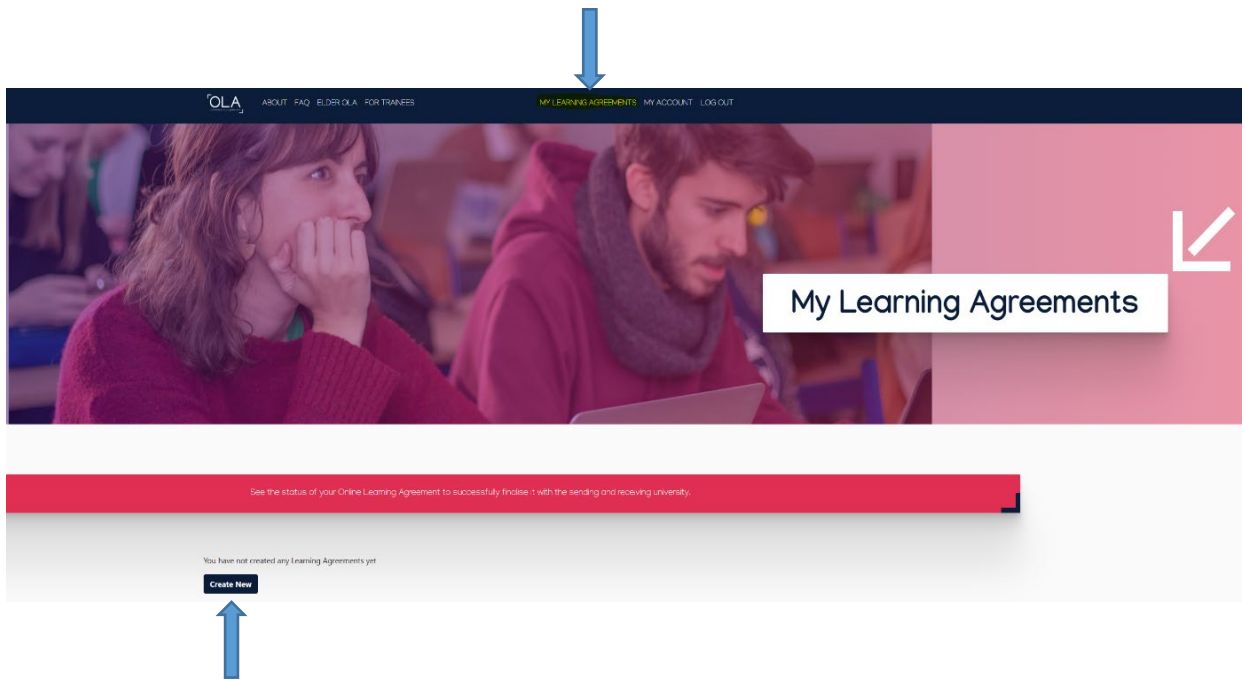 OLA ABOUT FAQ ELDER OLA FOR TRAINEES MY LEARNING AGREEMENTS MY ACCOUNT LOG OUT
My Learning Agreements
See the status of your Online Learning Agreement to successfully finalise it with the sending and receiving university.
You have not created any Learning Agreements yet
Create New